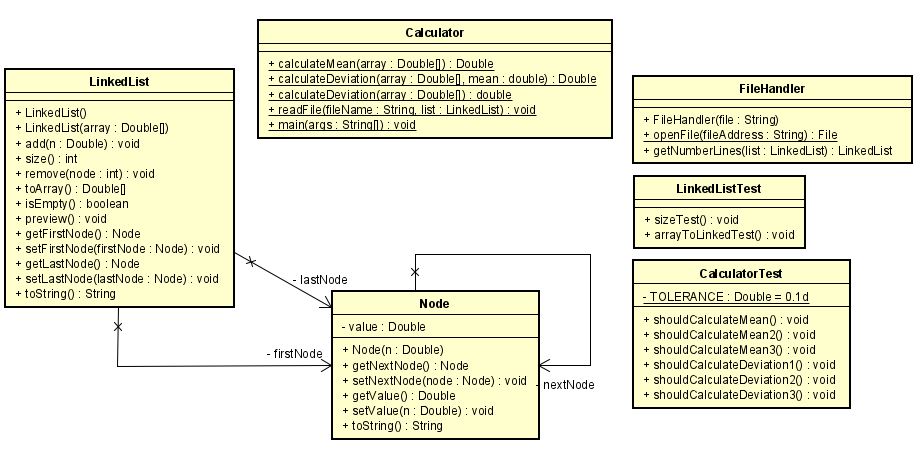 Calculator
+ calculateMean(array : Double[]) : Double
+ calculateDeviation(array : Double[], mean : double) : Double
+ calculateDeviation(array : Double[]) : double
+ readFile(fileName : String, list : LinkedList) : void
+ main(args : String[]) : void
LinkedList
+ LinkedList()
+ LinkedList(array : Double[])
+ add(n : Double) : void
+ size() : int
+ remove(node : int) : void
+ toArray() : Double[]
+ isEmpty() : boolean
+ preview() : void
+ getFirstNode() : Node
+ setFirstNode(firstNode : Node) : void
+ getLastNode() : Node
+ setLastNode(lastNode : Node) : void
+ toString() : String
FileHandler
+ FileHandler(file : String)
+ openFile(fileAddress : String) : File
+ getNumberLines(list : LinkedList) : LinkedList
LinkedListTest
+ sizeTest() : void
+ arrayToLinkedTest() : void
- lastNode
- firstNode
Node
- value : Double
+ Node(n : Double)
+ getNextNode() : Node
+ setNextNode(node : Node) : void
+ getValue() : Double
+ setValue(n : Double) : void
+ toString() : String
- nextNode
CalculatorTest
- TOLERANCE : Double = 0.1d
+ shouldCalculateMean() : void
+ shouldCalculateMean2() : void
+ shouldCalculateMean3() : void
+ shouldCalculateDeviation1() : void
+ shouldCalculateDeviation2() : void
+ shouldCalculateDeviation3() : void